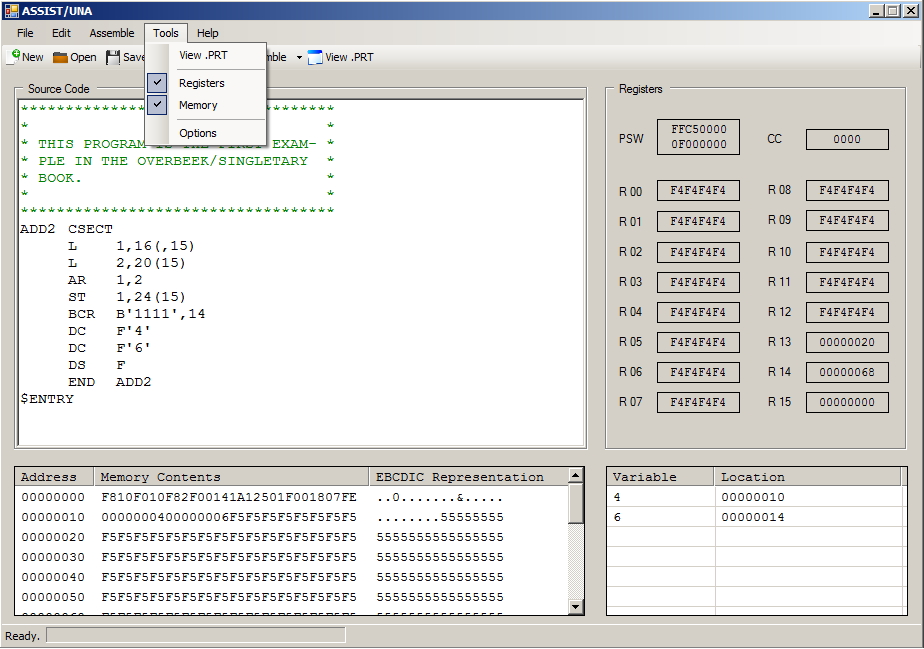 ASSIST/UNA
File Edit Assemble Tools Help
New Open Save mble View .PRT
View .PRT
Registers
Memory
Options
Source Code
***************************************
* *
* THIS PROGRAM IS THE FIRST EXAM- *
* PLE IN THE OVERBEEK/SINGLETARY *
* BOOK. *
* *
***************************************
ADD2 CSECT
L 1,16(,15)
L 2,20(15)
AR 1,2
ST 1,24(15)
BCR B'1111',14
DC F'4'
DC F'6'
DS F
END ADD2
$ENTRY
Registers
PSW FFC50000 0F000000 CC 0000
R 00 F4F4F4F4 R 08 F4F4F4F4
R 01 F4F4F4F4 R 09 F4F4F4F4
R 02 F4F4F4F4 R 10 F4F4F4F4
R 03 F4F4F4F4 R 11 F4F4F4F4
R 04 F4F4F4F4 R 12 F4F4F4F4
R 05 F4F4F4F4 R 13 00000020
R 06 F4F4F4F4 R 14 00000068
R 07 F4F4F4F4 R 15 00000000
Address Memory Contents EBCDIC Representation
00000000 F810F010F82F00141A12501F001807FE ..0.......&.....
00000010 0000000400000006F5F5F5F5F5F5F5F5 ........55555555
00000020 F5F5F5F5F5F5F5F5F5F5F5F5F5F5F5F5 5555555555555555
00000030 F5F5F5F5F5F5F5F5F5F5F5F5F5F5F5F5 5555555555555555
00000040 F5F5F5F5F5F5F5F5F5F5F5F5F5F5F5F5 5555555555555555
00000050 F5F5F5F5F5F5F5F5F5F5F5F5F5F5F5F5 5555555555555555
Variable Location
4 00000010
6 00000014
Ready.